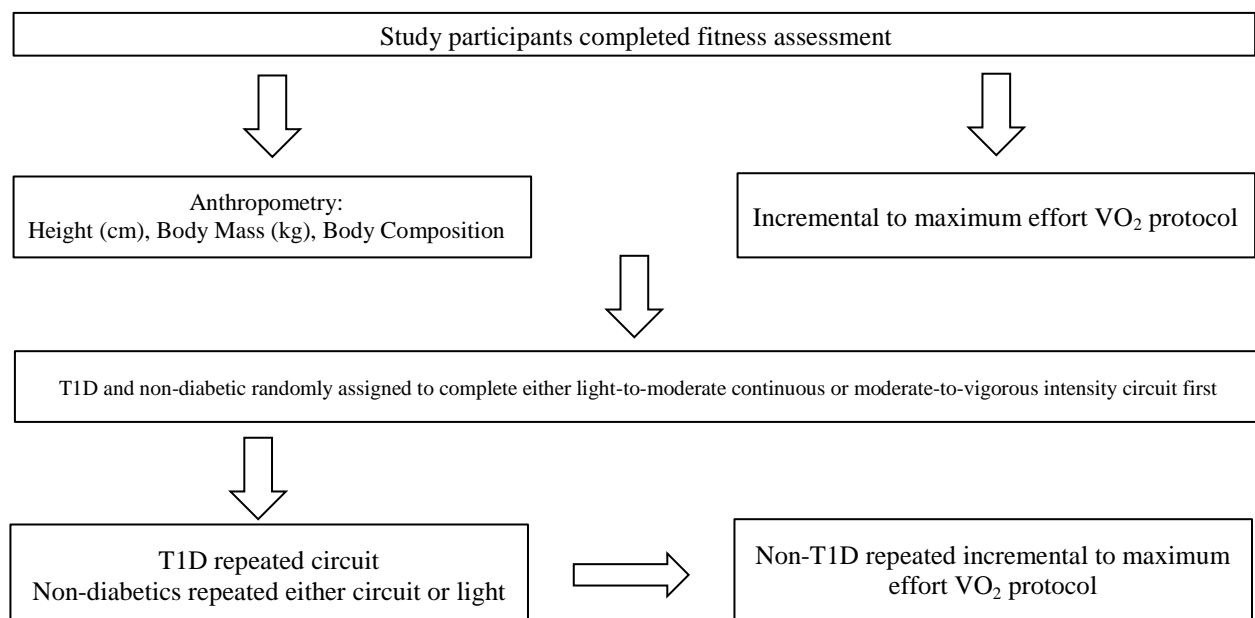 Study participants completed fitness assessment
Anthropometry:
Height (cm), Body Mass (kg), Body Composition
Incremental to maximum effort VO₂ protocol
T1D and non-diabetic randomly assigned to complete either light-to-moderate continuous or moderate-to-vigorous intensity circuit first
T1D repeated circuit
Non-diabetics repeated either circuit or light
Non-T1D repeated incremental to maximum
effort VO₂ protocol